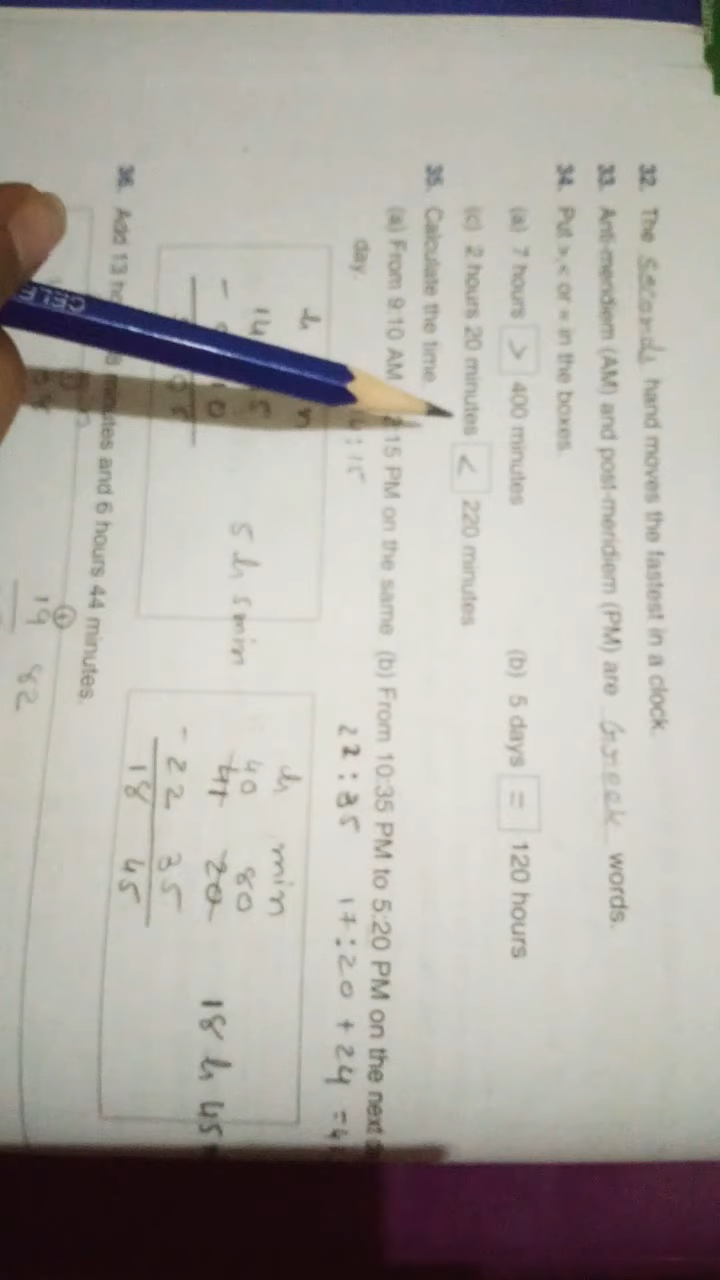 32. The seconds hand moves the fastest in a clock.
33. Anti-meridiem (AM) and post-meridiem (PM) are Greek words.
34. Put >, < or = in the boxes.
(a) 7 hours > 400 minutes (b) 5 days = 120 hours
(c) 2 hours 20 minutes < 220 minutes
35. Calculate the time.
(a) From 9:10 AM 2:15 PM on the same (b) From 10:35 PM to 5:20 PM on the next
day. :15 22:35 17:20 + 24 =
h h min
14 5 40 80
- 0 41 20
5 h 5 min - 22 35 18 h 45
18 45
36. Add 13 minutes and 6 hours 44 minutes.
19 82